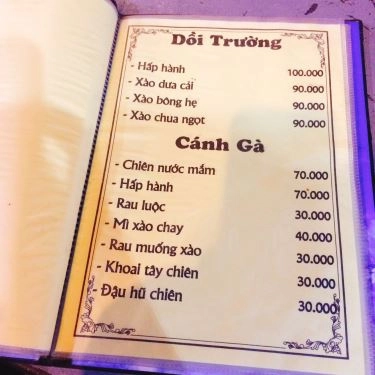 Dồi Trường
- Hấp hành 100.000
- Xào dưa cải 90.000
- Xào bông hẹ 90.000
- Xào chua ngọt 90.000
Cánh Gà
- Chiên nước mắm 70.000
- Hấp hành 70.000
- Rau luộc 30.000
- Mì xào chay 40.000
- Rau muống xào 30.000
- Khoai tây chiên 30.000
- Đậu hũ chiên 30.000